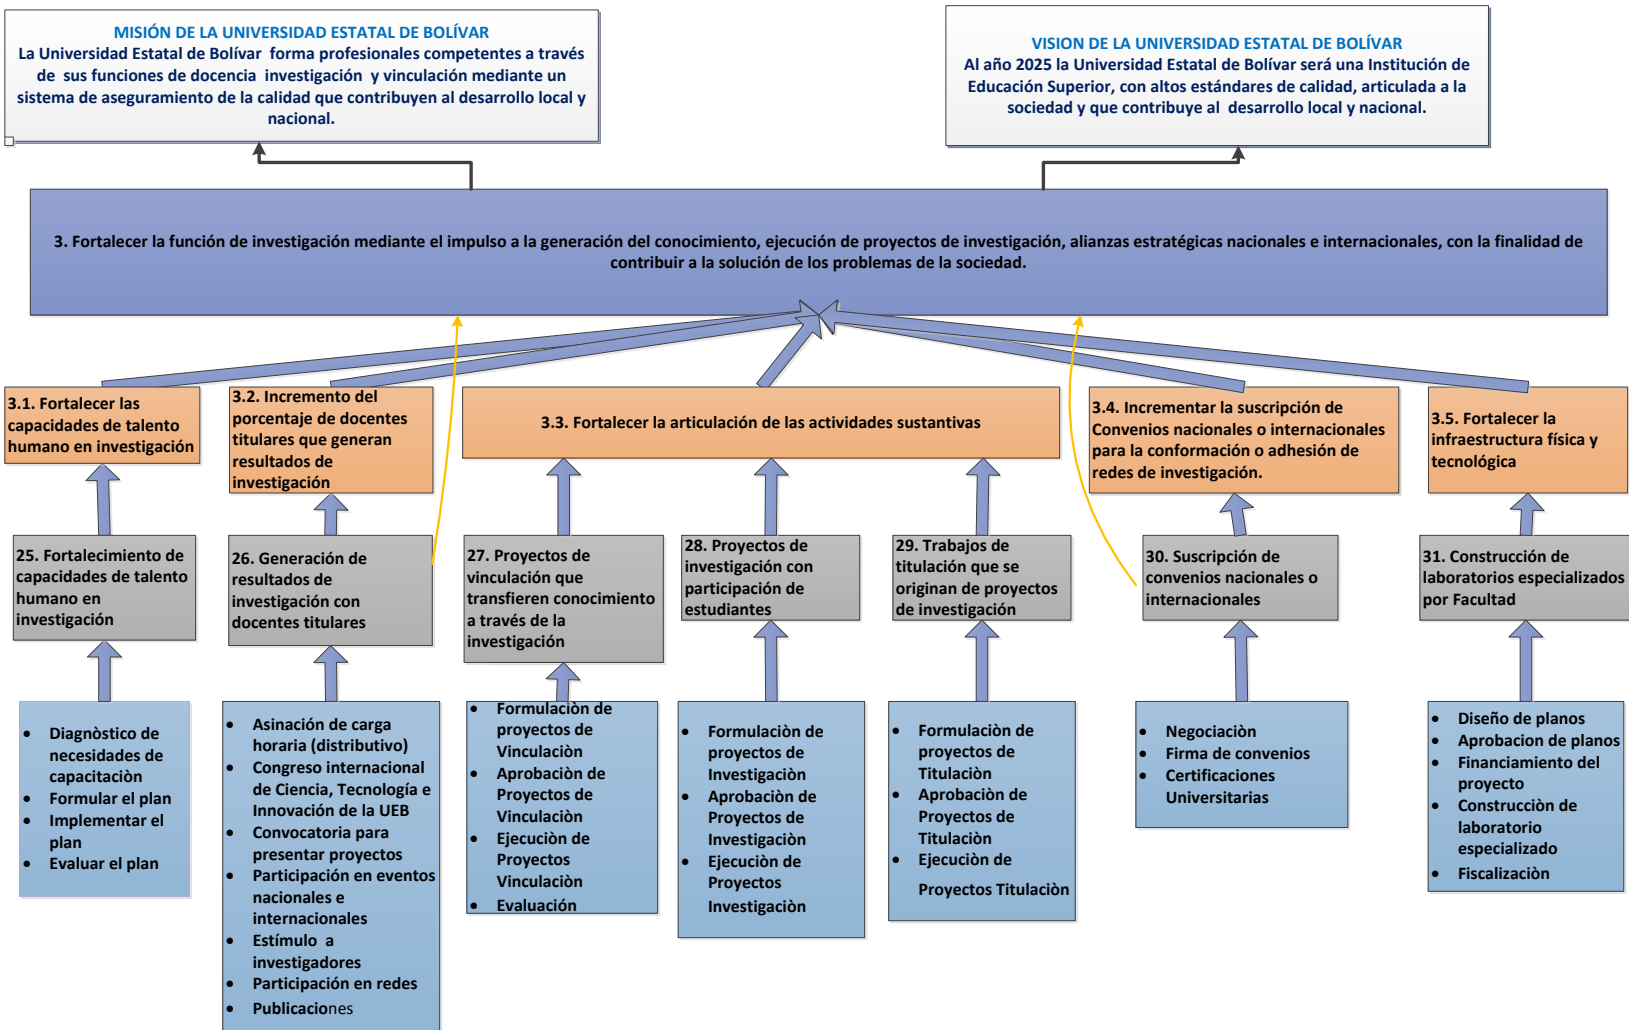 MISIÓN DE LA UNIVERSIDAD ESTATAL DE BOLÍVAR
La Universidad Estatal de Bolívar forma profesionales competentes a través
de sus funciones de docencia investigación y vinculación mediante un
sistema de aseguramiento de la calidad que contribuyen al desarrollo local y
nacional.
VISION DE LA UNIVERSIDAD ESTATAL DE BOLÍVAR
Al año 2025 la Universidad Estatal de Bolívar será una Institución de
Educación Superior, con altos estándares de calidad, articulada a la
sociedad y que contribuye al desarrollo local y nacional.
3. Fortalecer la función de investigación mediante el impulso a la generación del conocimiento, ejecución de proyectos de investigación, alianzas estratégicas nacionales e internacionales, con la finalidad de
contribuir a la solución de los problemas de la sociedad.
3.1. Fortalecer las
capacidades de talento
humano en investigación
3.2. Incremento del
porcentaje de docentes
titulares que generan
resultados de
investigación
3.3. Fortalecer la articulación de las actividades sustantivas
3.4. Incrementar la suscripción de
Convenios nacionales o internacionales
para la conformación o adhesión de
redes de investigación.
3.5. Fortalecer la
infraestructura física y
tecnológica
25. Fortalecimiento de
capacidades de talento
humano en
investigación
26. Generación de
resultados de
investigación con
docentes titulares
27. Proyectos de
vinculación que
transfieren conocimiento
a través de la
investigación
28. Proyectos de
investigación con
participación de
estudiantes
29. Trabajos de
titulación que se
originan de proyectos
de investigación
30. Suscripción de
convenios nacionales o
internacionales
31. Construcción de
laboratorios especializados
por Facultad
• Diagnòstico de
necesidades de
capacitaciòn
• Formular el plan
• Implementar el
plan
• Evaluar el plan
• Asinación de carga
horaria (distributivo)
• Congreso internacional
de Ciencia, Tecnología e
Innovación de la UEB
• Convocatoria para
presentar proyectos
• Participación en eventos
nacionales e
internacionales
• Estímulo a
investigadores
• Participación en redes
• Publicaciones
• Formulaciòn de
proyectos de
Vinculaciòn
• Aprobaciòn de
Proyectos de
Vinculaciòn
• Ejecuciòn de
Proyectos
Vinculaciòn
• Evaluación
• Formulaciòn de
proyectos de
Investigaciòn
• Aprobaciòn de
Proyectos de
Investigaciòn
• Ejecuciòn de
Proyectos
Investigaciòn
• Formulaciòn de
proyectos de
Titulaciòn
• Aprobaciòn de
Proyectos de
Titulaciòn
• Ejecuciòn de
Proyectos Titulaciòn
• Negociaciòn
• Firma de convenios
• Certificaciones
Universitarias
• Diseño de planos
• Aprobacion de planos
• Financiamiento del
proyecto
• Construcciòn de
laboratorio
especializado
• Fiscalizaciòn